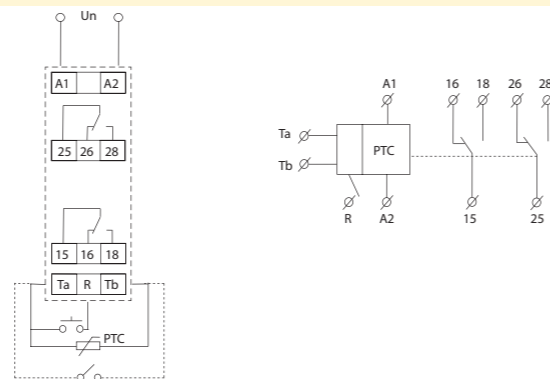 Un
A1 A2
25 26 28
15 16 18
Ta R Tb
PTC
A1 16 18 26 28
Ta
Tb
PTC
R A2 15 25